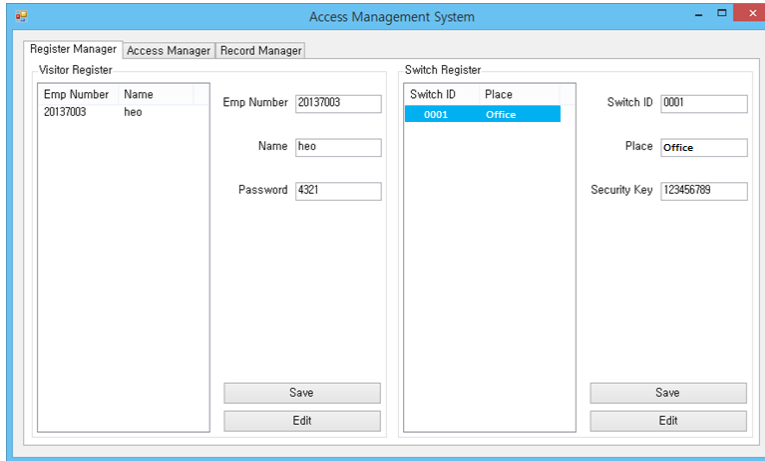 Access Management System
Register Manager Access Manager Record Manager
Visitor Register
Emp Number Name
20137003 heo
Emp Number 20137003
Name heo
Password 4321
Save
Edit
Switch Register
Switch ID Place
0001 Office
Switch ID 0001
Place Office
Security Key 123456789
Save
Edit